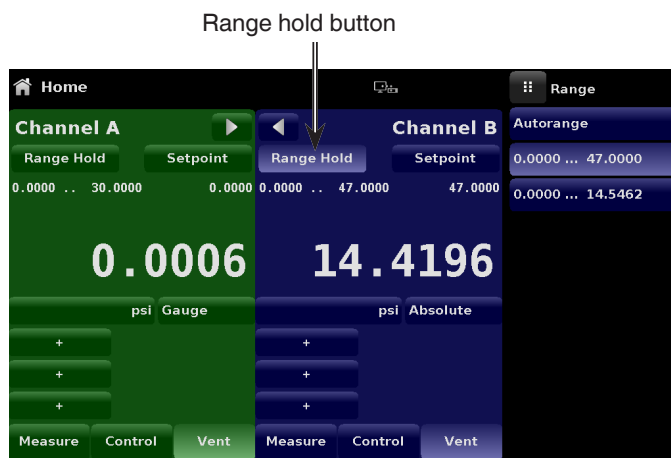 Range hold button
Home
Range
Channel A
Channel B
Autorange
Range Hold Setpoint
Range Hold Setpoint
0.0000 ... 47.0000
0.0000 .. 30.0000 0.0000
0.0000 .. 47.0000 47.0000
0.0000 ... 14.5462
0.0006
14.4196
psi Gauge
psi Absolute
+
+
+
+
+
+
Measure Control Vent
Measure Control Vent